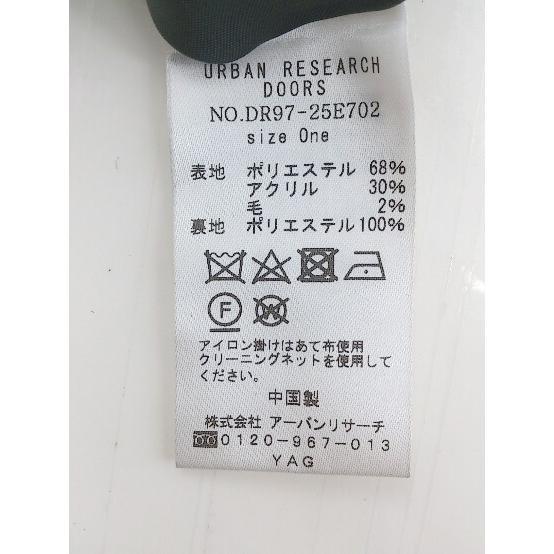 URBAN RESEARCH
DOORS
NO.DR97-25E702
size One
表地 ポリエステル 68%
アクリル 30%
毛 2%
裏地 ポリエステル 100%
F W
アイロン掛けはあて布使用
クリーニングネットを使用して
ください。
中国製
株式会社 アーバンリサーチ
0120-967-013
YAG